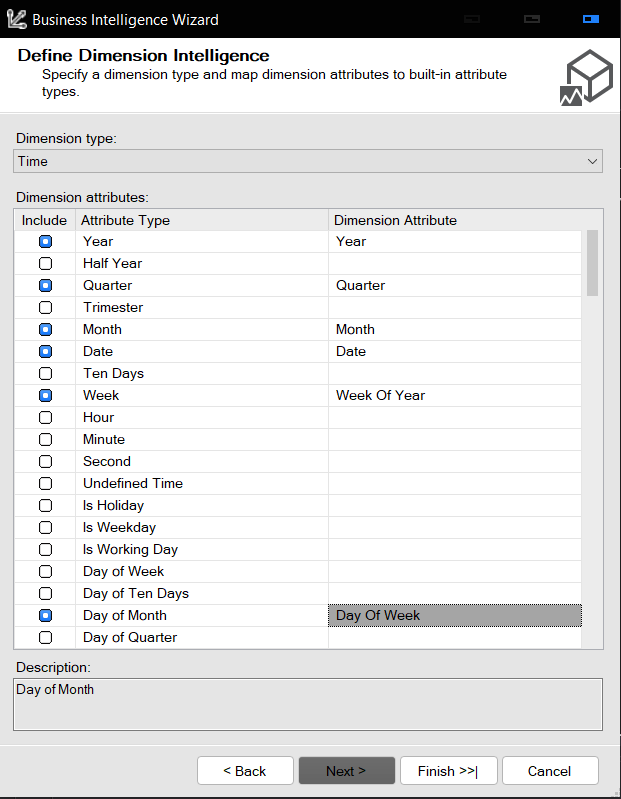 Business Intelligence Wizard
Define Dimension Intelligence
Specify a dimension type and map dimension attributes to built-in attribute
types.
Dimension type:
Time
Dimension attributes:
Include Attribute Type Dimension Attribute
Year Year
Half Year
Quarter Quarter
Trimester
Month Month
Date Date
Ten Days
Week Week Of Year
Hour
Minute
Second
Undefined Time
Is Holiday
Is Weekday
Is Working Day
Day of Week
Day of Ten Days
Day of Month Day Of Week
Day of Quarter
Description:
Day of Month
< Back Next > Finish >>| Cancel